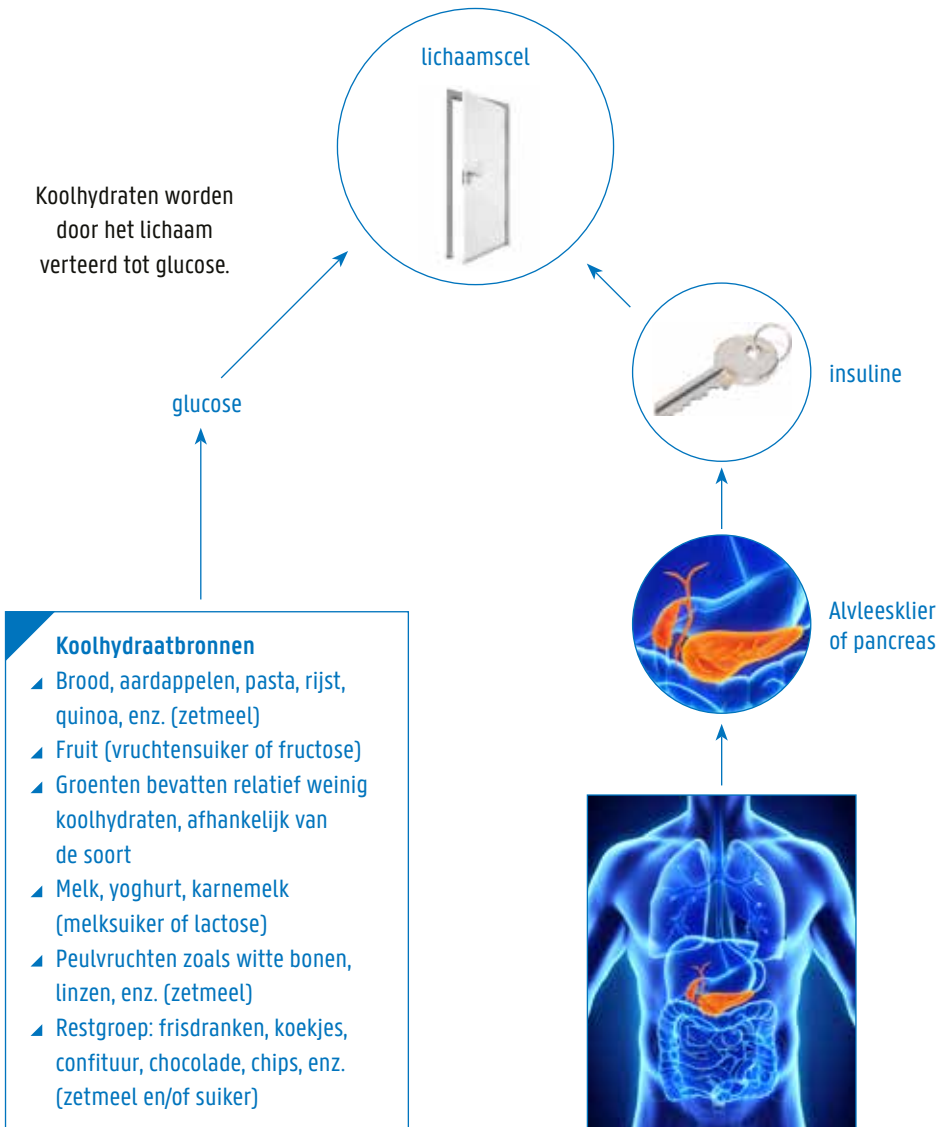 lichaamscel
Koolhydraten worden
door het lichaam
verteerd tot glucose.
insuline
glucose
Alvleesklier
of pancreas
Koolhydraatbronnen
Brood, aardappelen, pasta, rijst,
quinoa, enz. (zetmeel)
Fruit (vruchtensuiker of fructose)
Groenten bevatten relatief weinig
koolhydraten, afhankelijk van
de soort
Melk, yoghurt, karnemelk
(melksuiker of lactose)
Peulvruchten zoals witte bonen,
linzen, enz. (zetmeel)
Restgroep: frisdranken, koekjes,
confituur, chocolade, chips, enz.
(zetmeel en/of suiker)